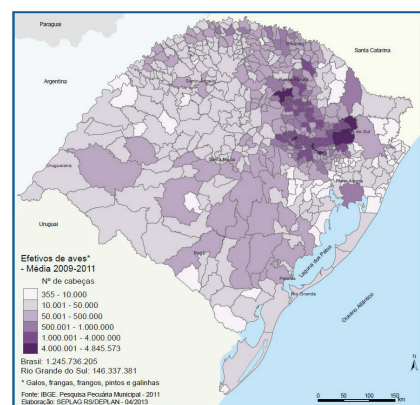 Paraguai
Santa Catarina
Argentina
Uruguaiana
Santa Maria
Porto Alegre
Uruguai
Bagé
Pelotas
Rio Grande
Laguna dos Patos
Oceano Atlântico
Efetivos de aves*
- Média 2009-2011
Nº de cabeças
355 - 10.000
10.001 - 50.000
50.001 - 500.000
500.001 - 1.000.000
1.000.001 - 4.000.000
4.000.001 - 4.845.573
Brasil: 1.245.736.205
Rio Grande do Sul: 146.337.381
* Galos, frangas, frangos, pintos e galinhas
Fonte: IBGE. Pesquisa Pecuária Municipal - 2011
Elaboração: SEPLAG RS/DEPLAN - 04/2013
N
0 50 100 150
km